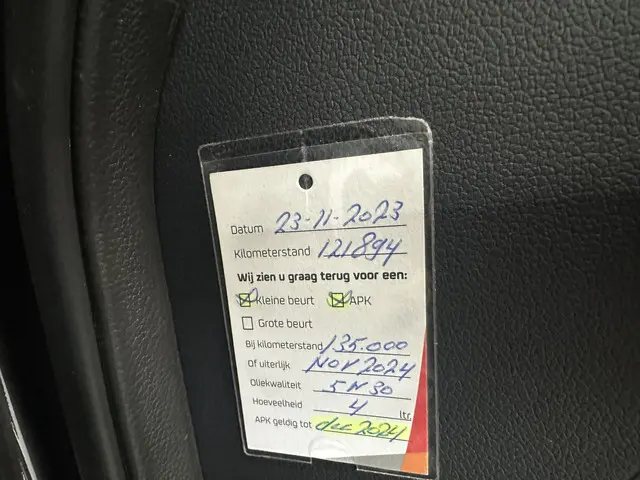 Datum 23-11-2023
Kilometerstand 121894
Wij zien u graag terug voor een:
Kleine beurt APK
Grote beurt
Bij kilometerstand 135.000
Of uiterlijk NOV 2024
Oliekwaliteit 5W30
Hoeveelheid 4 ltr.
APK geldig tot dec 2024